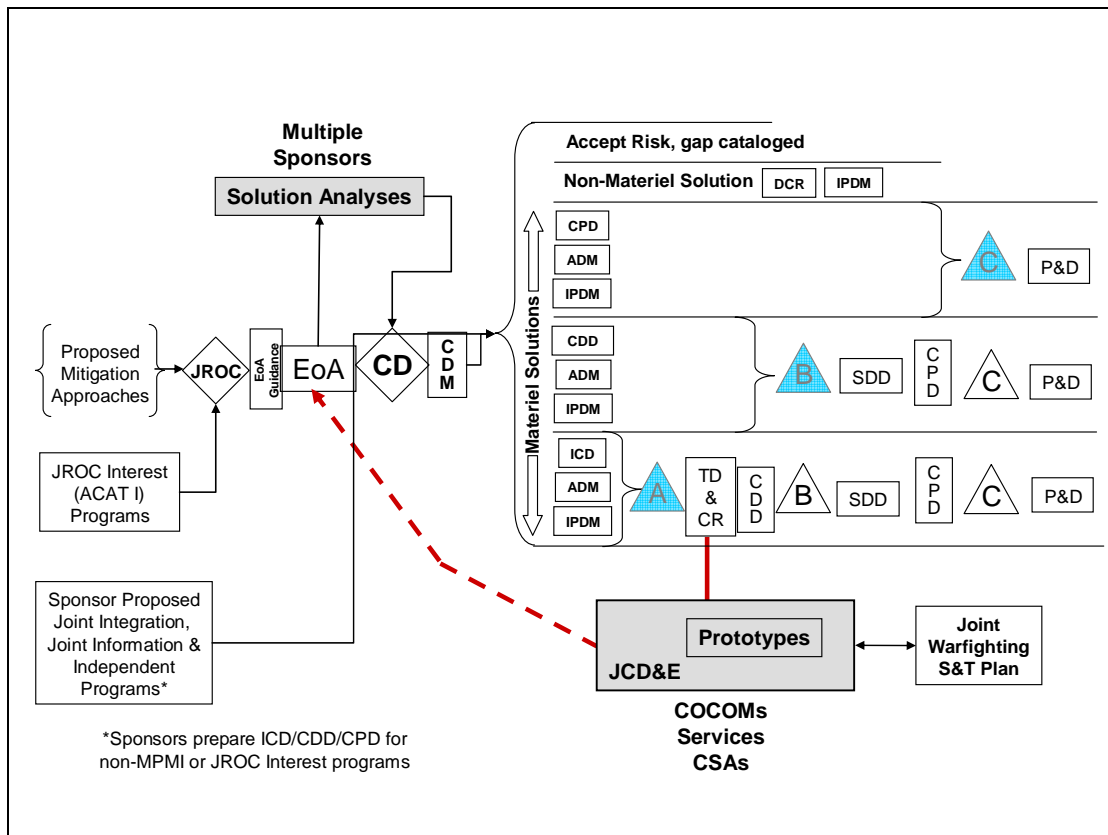 Multiple
Sponsors
Solution Analyses
Proposed
Mitigation
Approaches
JROC
EoA
Guidance
EoA
CD
C
D
M
JROC Interest
(ACAT I)
Programs
Sponsor Proposed
Joint Integration,
Joint Information &
Independent
Programs*
*Sponsors prepare ICD/CDD/CPD for
non-MPMI or JROC Interest programs
Accept Risk, gap cataloged
Non-Materiel Solution
DCR
IPDM
Materiel Solutions
CPD
ADM
IPDM
C
P&D
CDD
ADM
IPDM
B
SDD
C
P
D
C
P&D
ICD
ADM
IPDM
A
TD
&
CR
C
D
D
B
SDD
C
P
D
C
P&D
Prototypes
JCD&E
COCOMs
Services
CSAs
Joint
Warfighting
S&T Plan